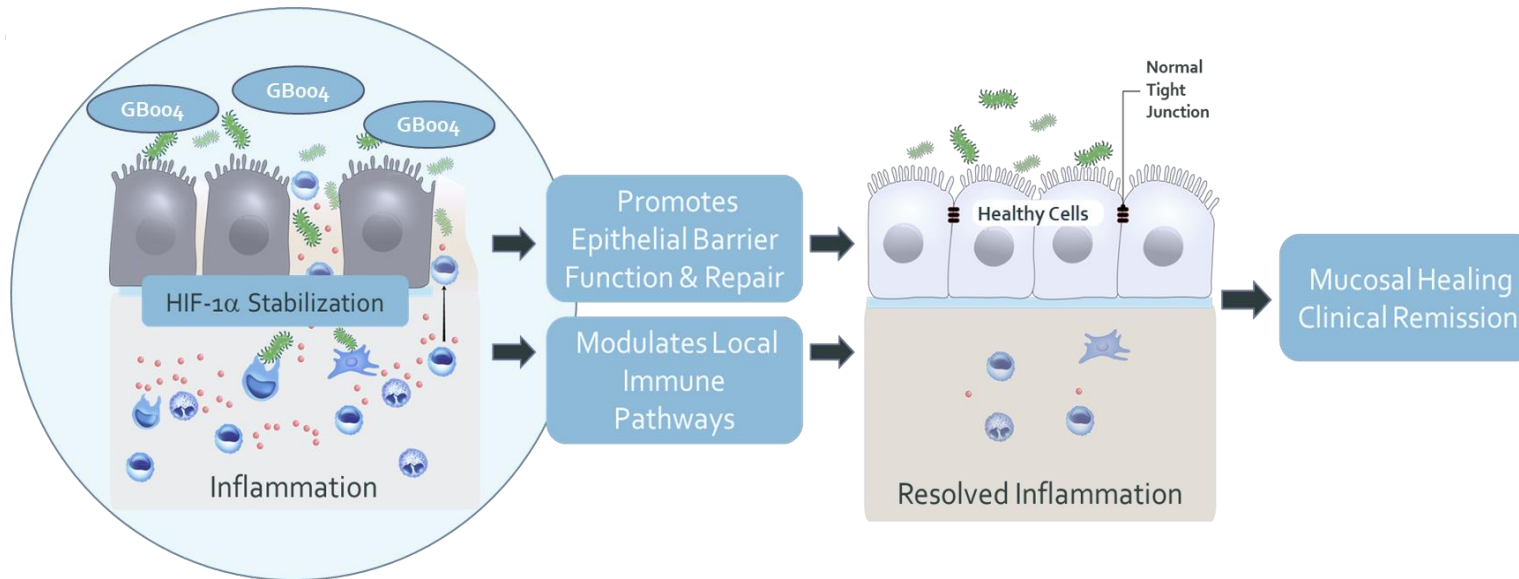 GB004
GB004
GB004
HIF-1α Stabilization
Inflammation
Promotes
Epithelial Barrier
Function & Repair
Modulates Local
Immune
Pathways
Normal
Tight
Junction
Healthy Cells
Resolved Inflammation
Mucosal Healing
Clinical Remission